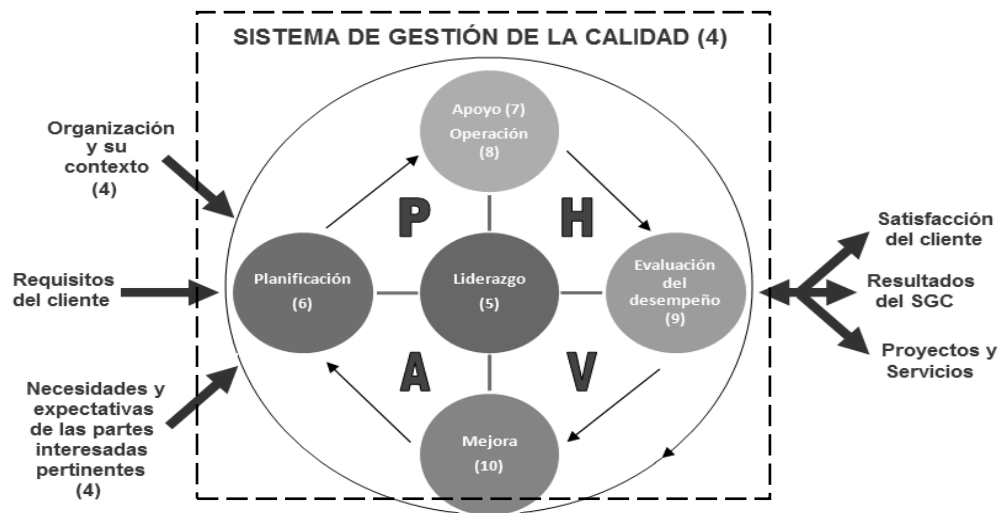 SISTEMA DE GESTIÓN DE LA CALIDAD (4)
Organización
y su
contexto
(4)
Requisitos
del cliente
Necesidades y
expectativas
de las partes
interesadas
pertinentes
(4)
Apoyo (7)
Operación
(8)
P
H
Planificación
(6)
Liderazgo
(5)
Evaluación
del
desempeño
(9)
A
V
Mejora
(10)
Satisfacción
del cliente
Resultados
del SGC
Proyectos y
Servicios